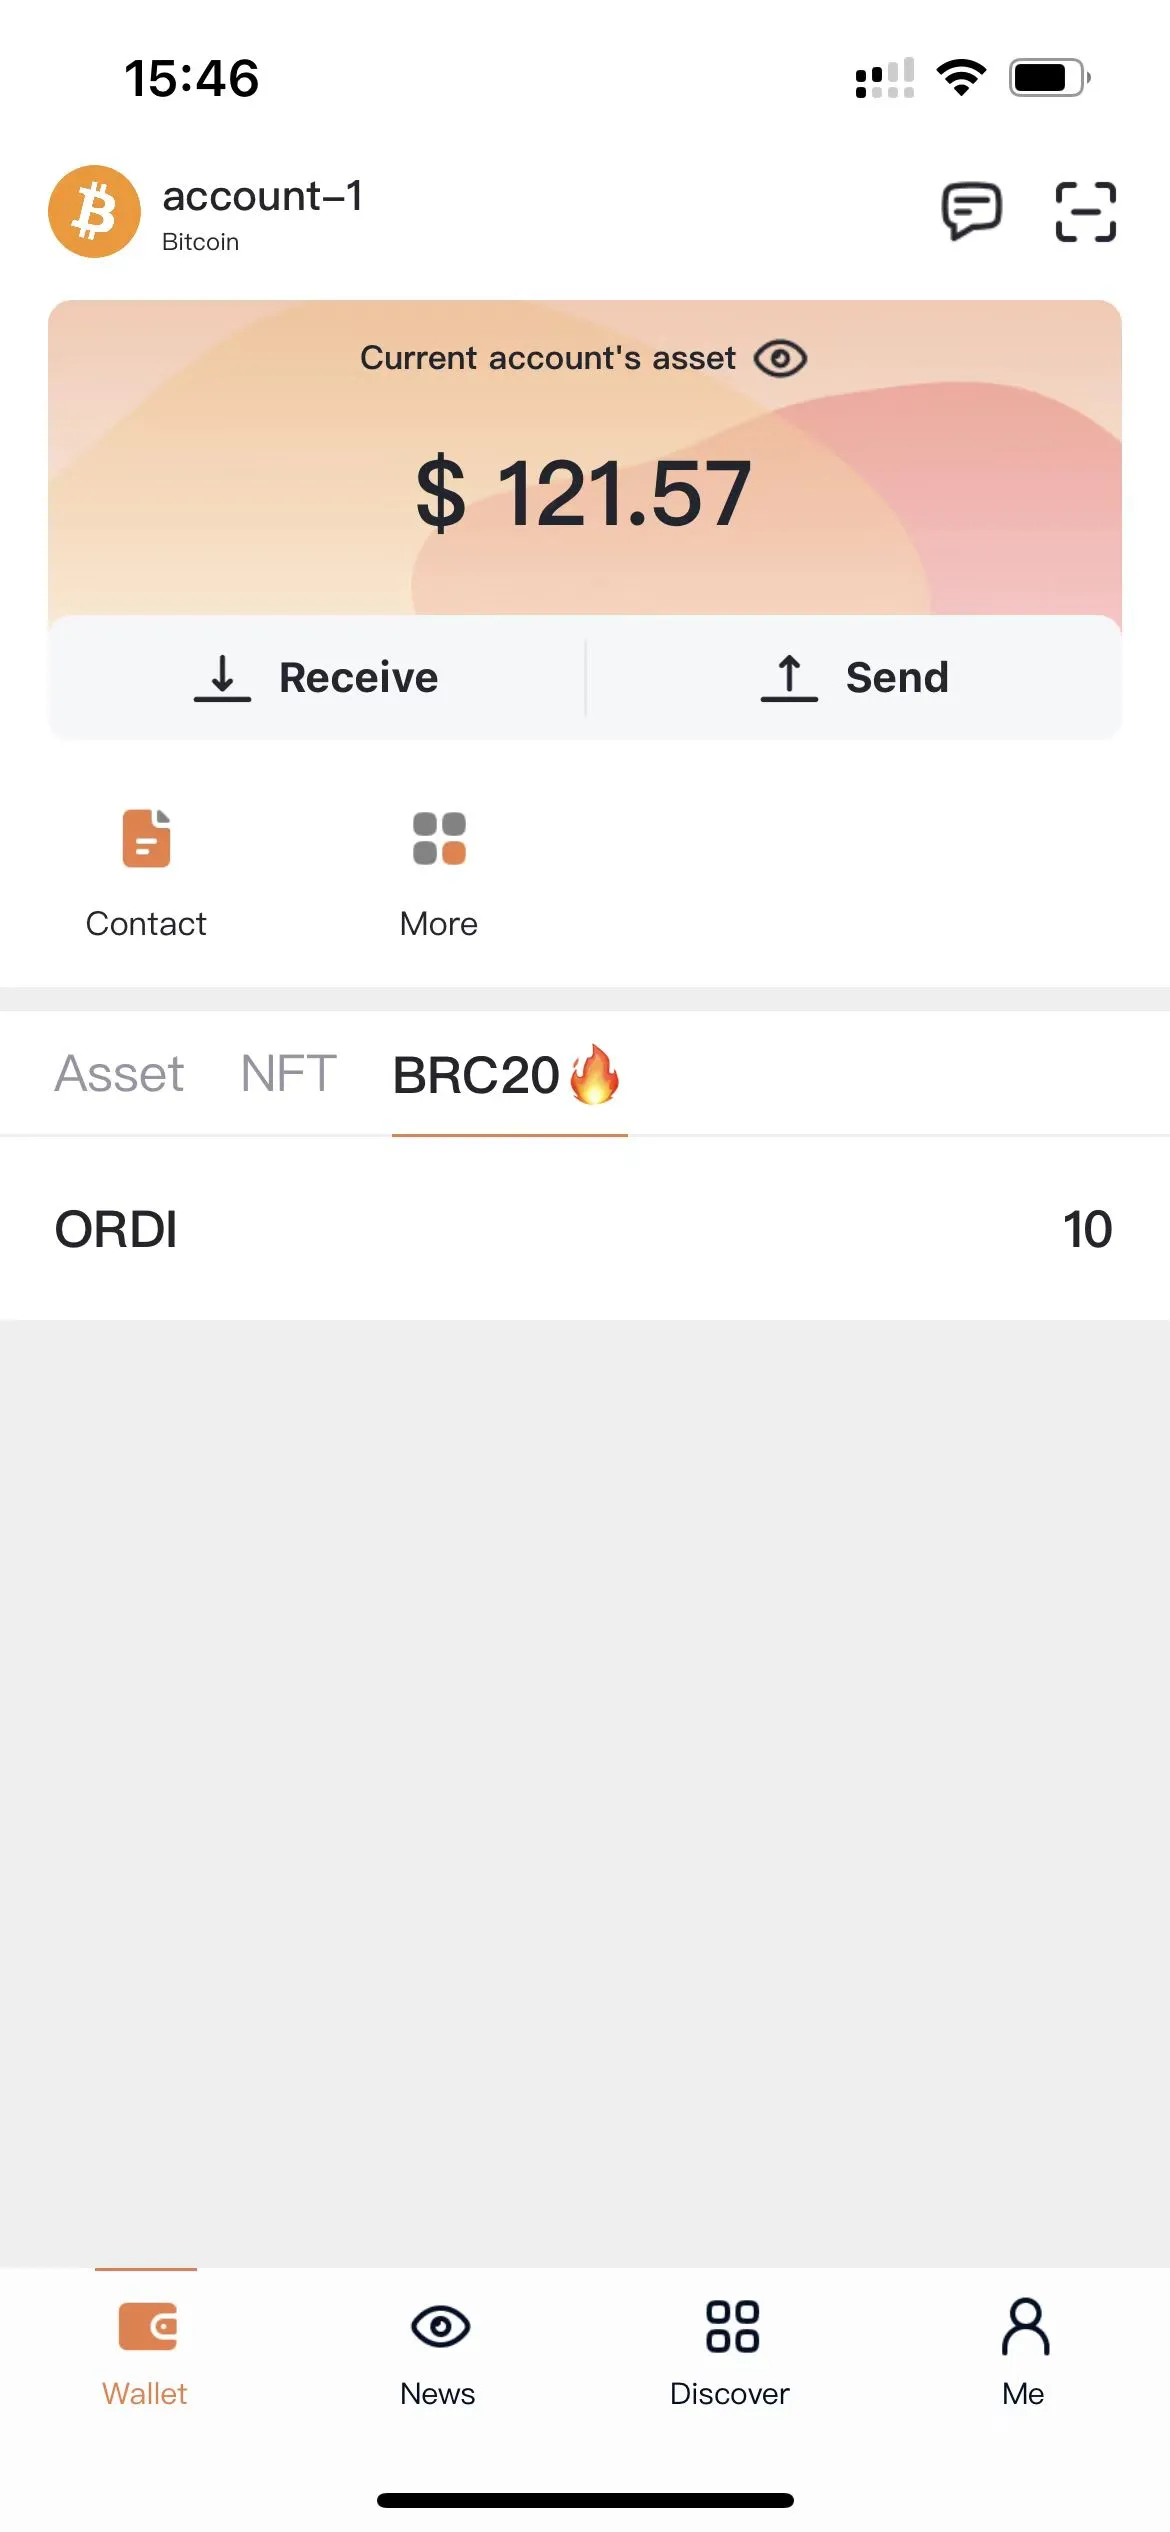 15:46
account-1
Bitcoin
Current account's asset
$ 121.57
Receive
Send
Contact
More
Asset
NFT
BRC20🔥
ORDI
10
Wallet
News
Discover
Me